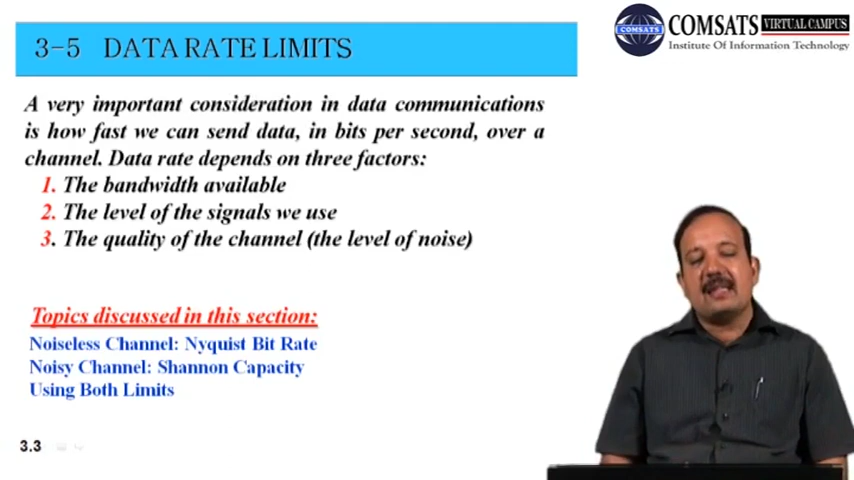 3-5 DATA RATE LIMITS
COMSATS VIRTUAL CAMPUS
Institute Of Information Technology
COMSATS
A very important consideration in data communications
is how fast we can send data, in bits per second, over a
channel. Data rate depends on three factors:
1. The bandwidth available
2. The level of the signals we use
3. The quality of the channel (the level of noise)
Topics discussed in this section:
Noiseless Channel: Nyquist Bit Rate
Noisy Channel: Shannon Capacity
Using Both Limits
3.3